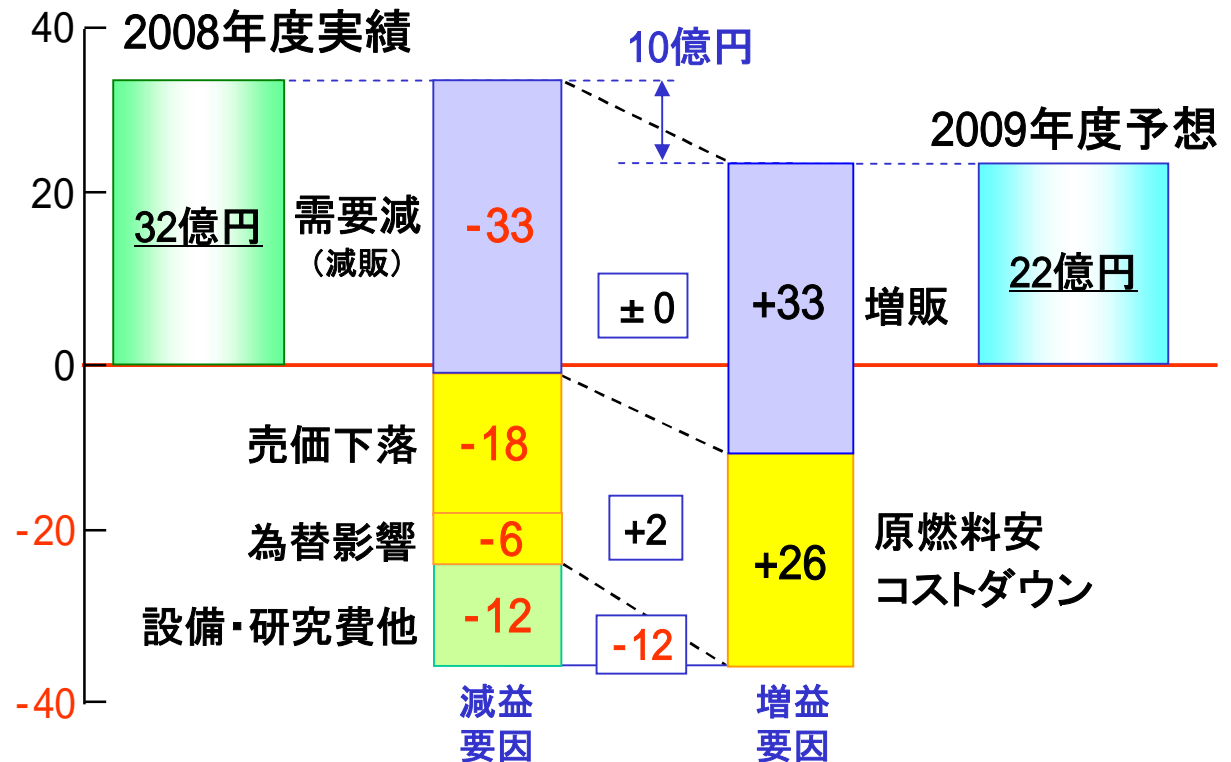 40
2008年度実績
10億円
2009年度予想
20
32億円
需要減
（減販）
-33
±0
+33
増販
22億円
0
売価下落
-18
為替影響
-6
+2
+26
原燃料安
コストダウン
-20
設備・研究費他
-12
-12
-40
減益
要因
増益
要因